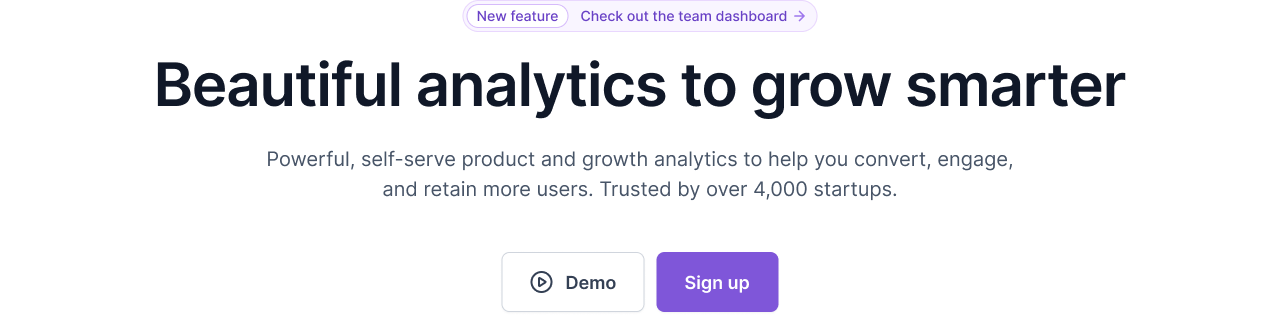 New feature Check out the team dashboard →
Beautiful analytics to grow smarter
Powerful, self-serve product and growth analytics to help you convert, engage,
and retain more users. Trusted by over 4,000 startups.
Demo Sign up